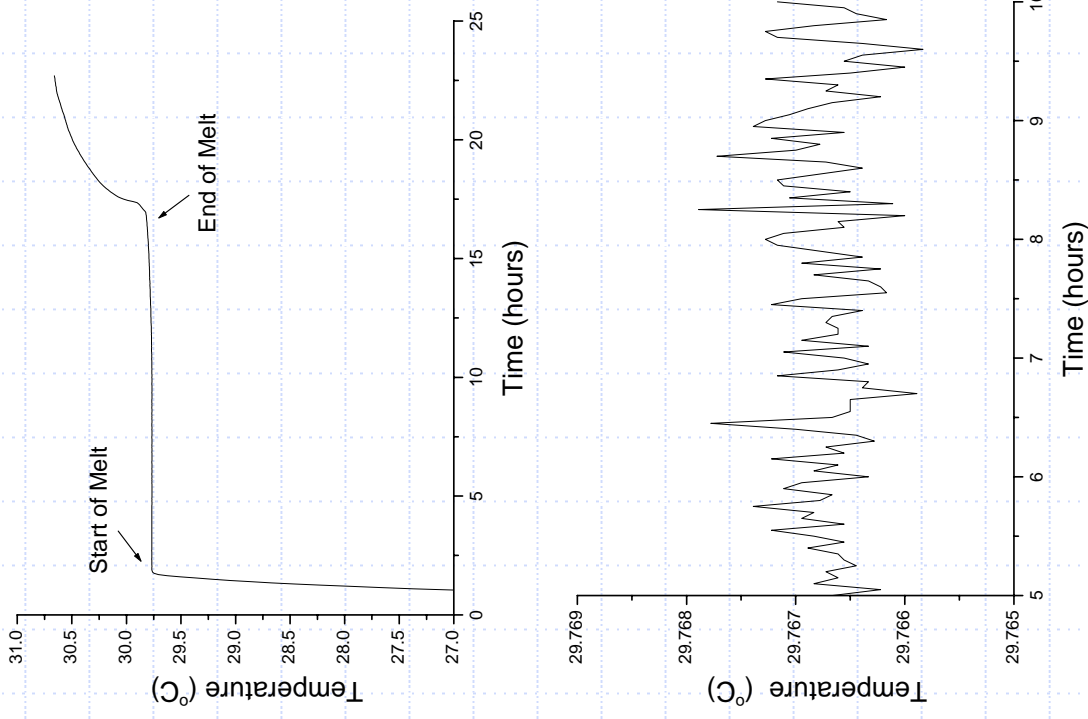 31.0
30.5
30.0
29.5
29.0
28.5
28.0
27.5
27.0
Temperature (°C)
Start of Melt
End of Melt
0 5 10 15 20 25
Time (hours)
29.769
29.768
29.767
29.766
29.765
Temperature (°C)
5 6 7 8 9 10
Time (hours)